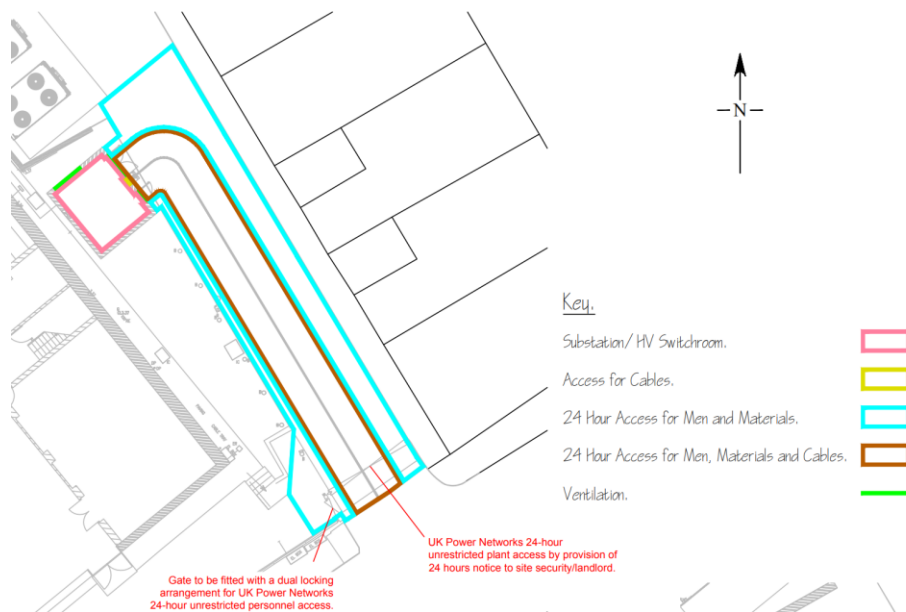 N
Key.
Substation/ HV Switchroom.
Access for Cables.
24 Hour Access for Men and Materials.
24 Hour Access for Men, Materials and Cables.
Ventilation.
UK Power Networks 24-hour
unrestricted plant access by provision of
24 hours notice to site security/landlord.
Gate to be fitted with a dual locking
arrangement for UK Power Networks
24-hour unrestricted personnel access.